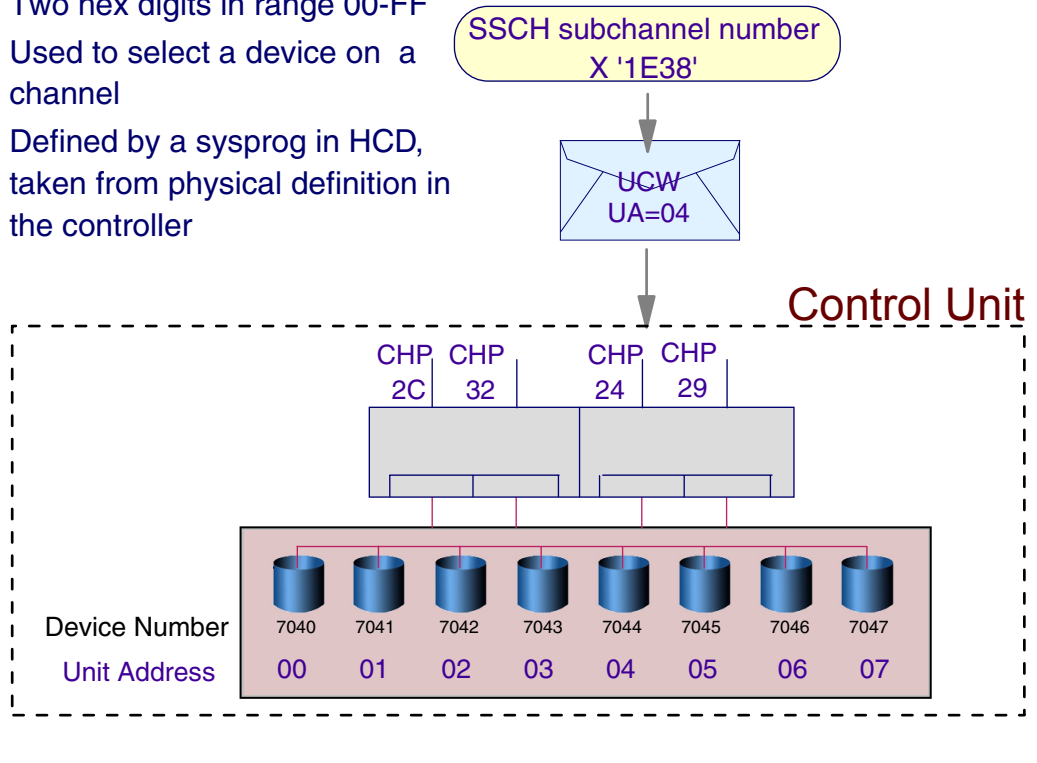 Two hex digits in range 00-FF
Used to select a device on a
channel
Defined by a sysprog in HCD,
taken from physical definition in
the controller
SSCH subchannel number
X '1E38'
UCW
UA=04
Control Unit
CHP CHP CHP CHP
2C 32 24 29
Device Number 7040 7041 7042 7043 7044 7045 7046 7047
Unit Address 00 01 02 03 04 05 06 07